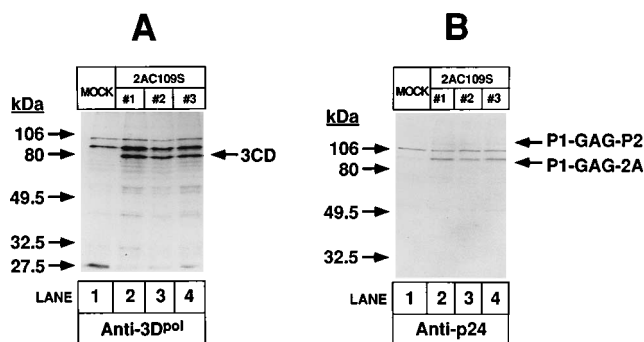 A
MOCK
2AC109S
#1 #2 #3
kDa
106
80
49.5
32.5
27.5
3CD
LANE 1 2 3 4
Anti-3Dpol
B
MOCK
2AC109S
#1 #2 #3
kDa
106
80
49.5
32.5
P1-GAG-P2
P1-GAG-2A
LANE 1 2 3 4
Anti-p24